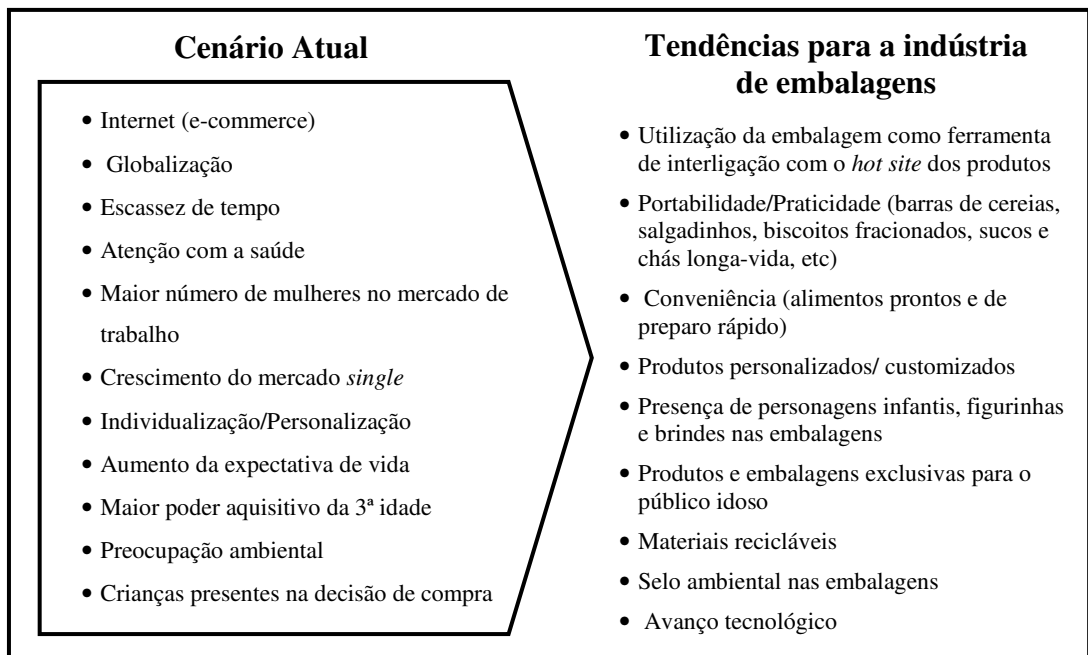 Cenário Atual
• Internet (e-commerce)
• Globalização
• Escassez de tempo
• Atenção com a saúde
• Maior número de mulheres no mercado de
trabalho
• Crescimento do mercado single
• Individualização/Personalização
• Aumento da expectativa de vida
• Maior poder aquisitivo da 3ª idade
• Preocupação ambiental
• Crianças presentes na decisão de compra
Tendências para a indústria
de embalagens
• Utilização da embalagem como ferramenta
de interligação com o hot site dos produtos
• Portabilidade/Praticidade (barras de cereias,
salgadinhos, biscoitos fracionados, sucos e
chás longa-vida, etc)
• Conveniência (alimentos prontos e de
preparo rápido)
• Produtos personalizados/ customizados
• Presença de personagens infantis, figurinhas
e brindes nas embalagens
• Produtos e embalagens exclusivas para o
público idoso
• Materiais recicláveis
• Selo ambiental nas embalagens
• Avanço tecnológico